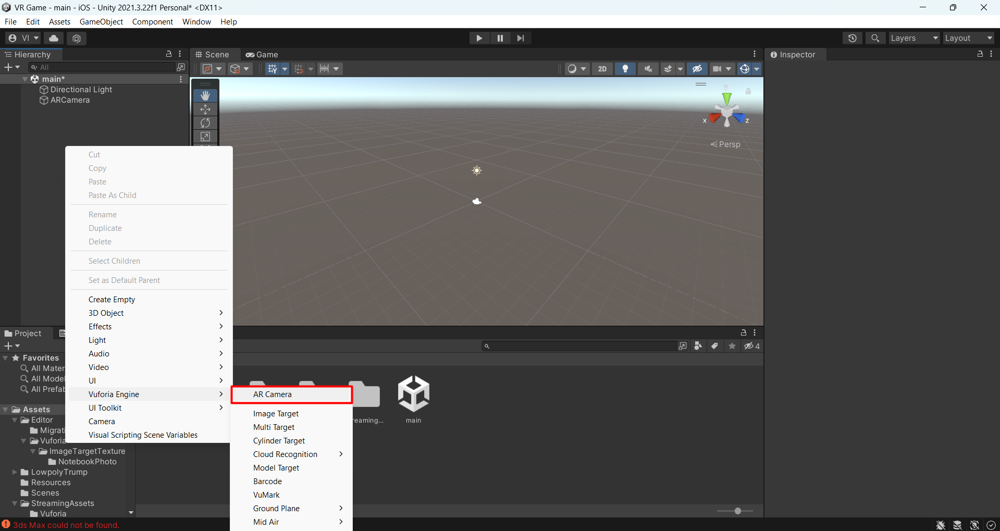 VR Game - main - iOS - Unity 2021.3.22f1 Personal* <DX11>
File Edit Assets GameObject Component Window Help
VI
Layers Layout
Hierarchy
Scene Game
Inspector
All
2D
main*
Directional Light
ARCamera
y
x
z
Persp
Cut
Copy
Paste
Paste As Child
Rename
Duplicate
Delete
Select Children
Set as Default Parent
Create Empty
3D Object
Effects
Light
Audio
Video
UI
Vuforia Engine
UI Toolkit
Camera
Visual Scripting Scene Variables
AR Camera
Image Target
Multi Target
Cylinder Target
Cloud Recognition
Model Target
Barcode
VuMark
Ground Plane
Mid Air
Project
4
Favorites
All Mater
All Model
All Prefab
Assets
Editor
Migrati
Vuforia
ImageTargetTexture
NotebookPhoto
LowpolyTrump
Resources
Scenes
StreamingAssets
Vuforia
reaming...
main
3ds Max could not be found.